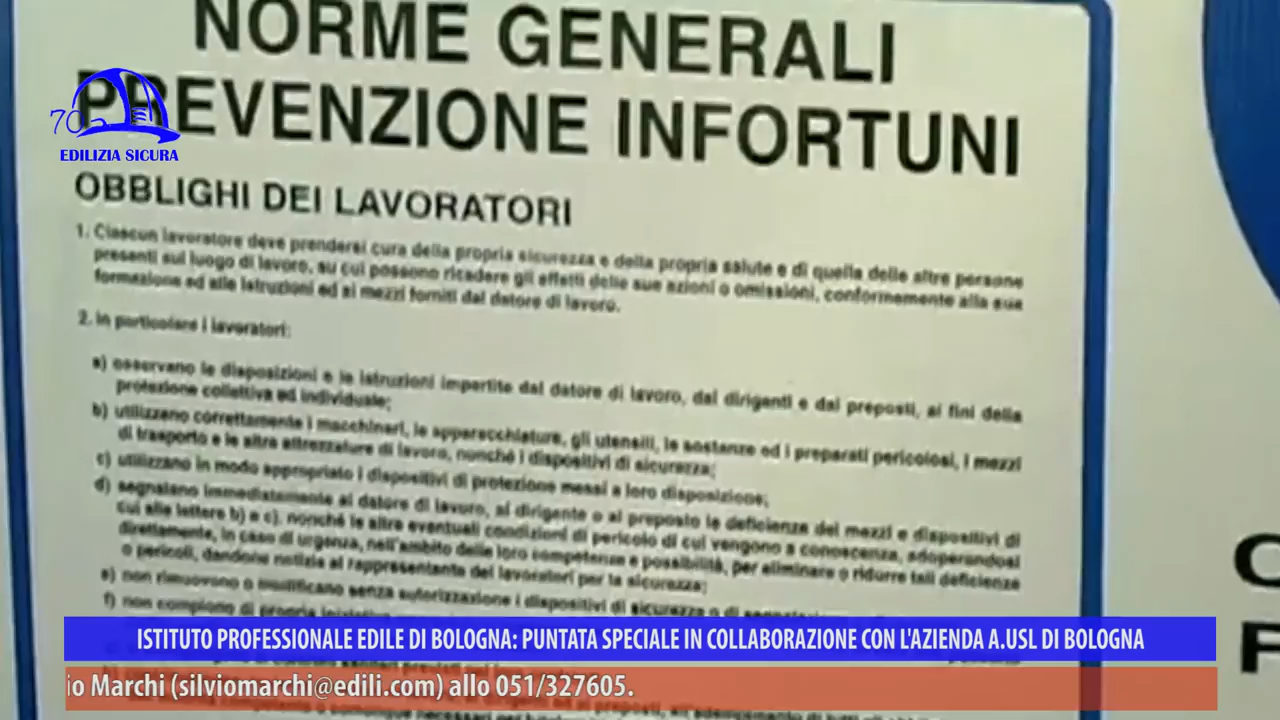 NORME GENERALI
PREVENZIONE INFORTUNI
70
EDILIZIA SICURA
OBBLIGHI DEI LAVORATORI
1. Ciascun lavoratore deve prendersi cura della propria sicurezza e della propria salute e di quella delle altre persone
presenti sul luogo di lavoro, su cui possono ricadere gli effetti delle sue azioni o omissioni, conformemente alla sua
formazione ed alle istruzioni ed ai mezzi forniti dal datore di lavoro.
2. In particolare i lavoratori:
a) osservano le disposizioni e le istruzioni impartite dal datore di lavoro, dai dirigenti e dai preposti, ai fini della
protezione collettiva ed individuale;
b) utilizzano correttamente i macchinari, le apparecchiature, gli utensili, le sostanze ed i preparati pericolosi, i mezzi
di trasporto e le altre attrezzature di lavoro, nonché i dispositivi di sicurezza;
c) utilizzano in modo appropriato i dispositivi di protezione messi a loro disposizione;
d) segnalano immediatamente al datore di lavoro, al dirigente o al preposto le deficienze dei mezzi e dispositivi di
cui alle lettere b) e c), nonché le altre eventuali condizioni di pericolo di cui vengono a conoscenza, adoperandosi
direttamente, in caso di urgenza, nell'ambito delle loro competenze e possibilità, per eliminare o ridurre tali deficienze
o pericoli, dandone notizia al rappresentante dei lavoratori per la sicurezza;
e) non rimuovono o modificano senza autorizzazione i dispositivi di sicurezza o di
f) non compiono di propria
ISTITUTO PROFESSIONALE EDILE DI BOLOGNA: PUNTATA SPECIALE IN COLLABORAZIONE CON L'AZIENDA A.USL DI BOLOGNA
io Marchi (silviomarchi@edili.com) allo 051/327605.